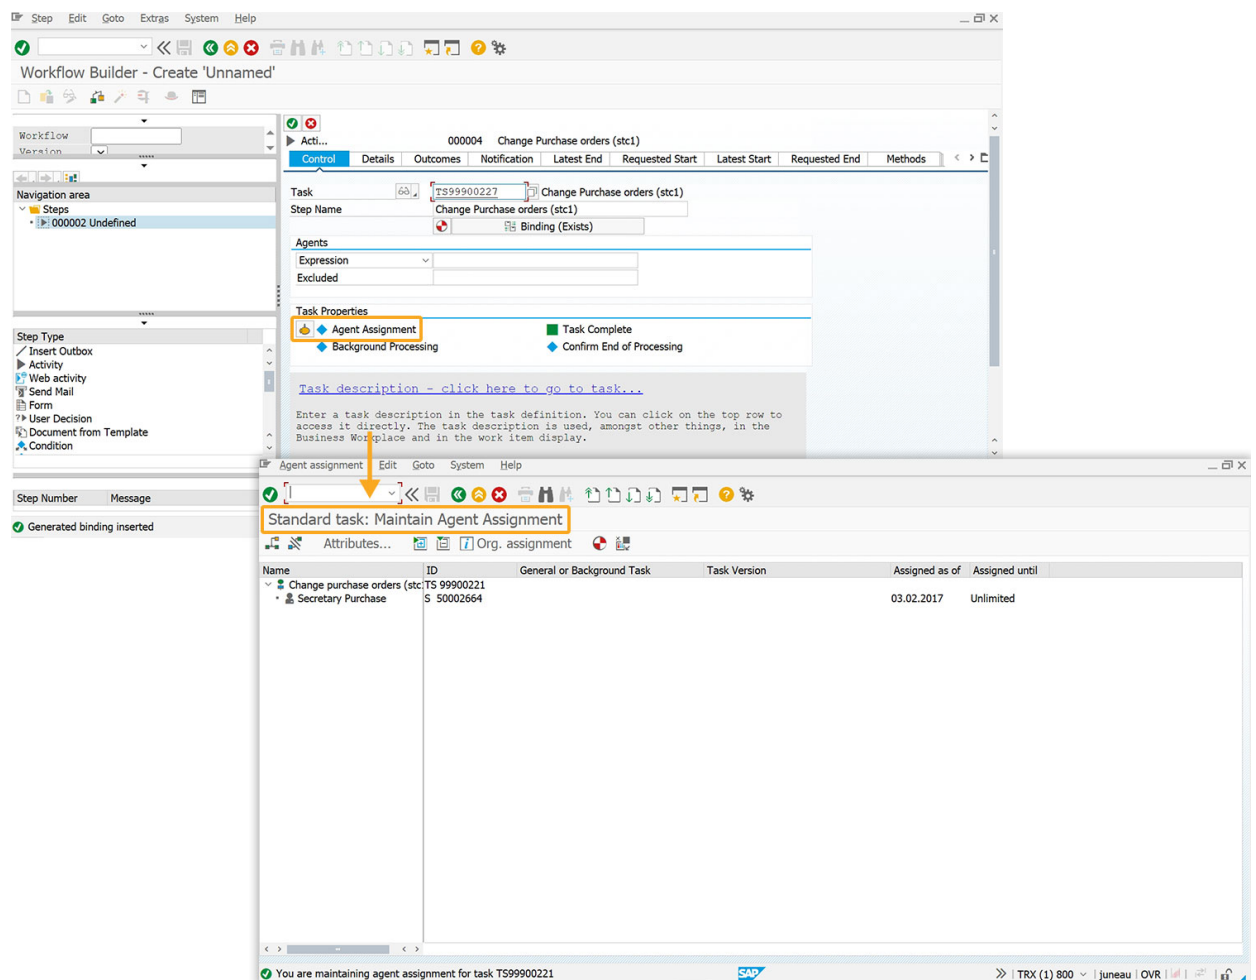 Step Edit Goto Extras System Help
Workflow Builder - Create 'Unnamed'
Workflow
Version
Navigation area
Steps
000002 Undefined
Step Type
Insert Outbox
Activity
Web activity
Send Mail
Form
User Decision
Document from Template
Condition
Step Number Message
Generated binding inserted
Acti... 000004 Change Purchase orders (stc1)
Control Details Outcomes Notification Latest End Requested Start Latest Start Requested End Methods
Task TS99900227 Change Purchase orders (stc1)
Step Name Change Purchase orders (stc1)
Binding (Exists)
Agents
Expression
Excluded
Task Properties
Agent Assignment Task Complete
Background Processing Confirm End of Processing
Task description - click here to go to task...
Enter a task description in the task definition. You can click on the top row to
access it directly. The task description is used, amongst other things, in the
Business Workplace and in the work item display.
Agent assignment Edit Goto System Help
Standard task: Maintain Agent Assignment
Attributes... Org. assignment
Name ID General or Background Task Task Version Assigned as of Assigned until
Change purchase orders (stc TS 99900221
Secretary Purchase S 50002664 03.02.2017 Unlimited
You are maintaining agent assignment for task TS99900221 SAP TRX (1) 800 juneau OVR